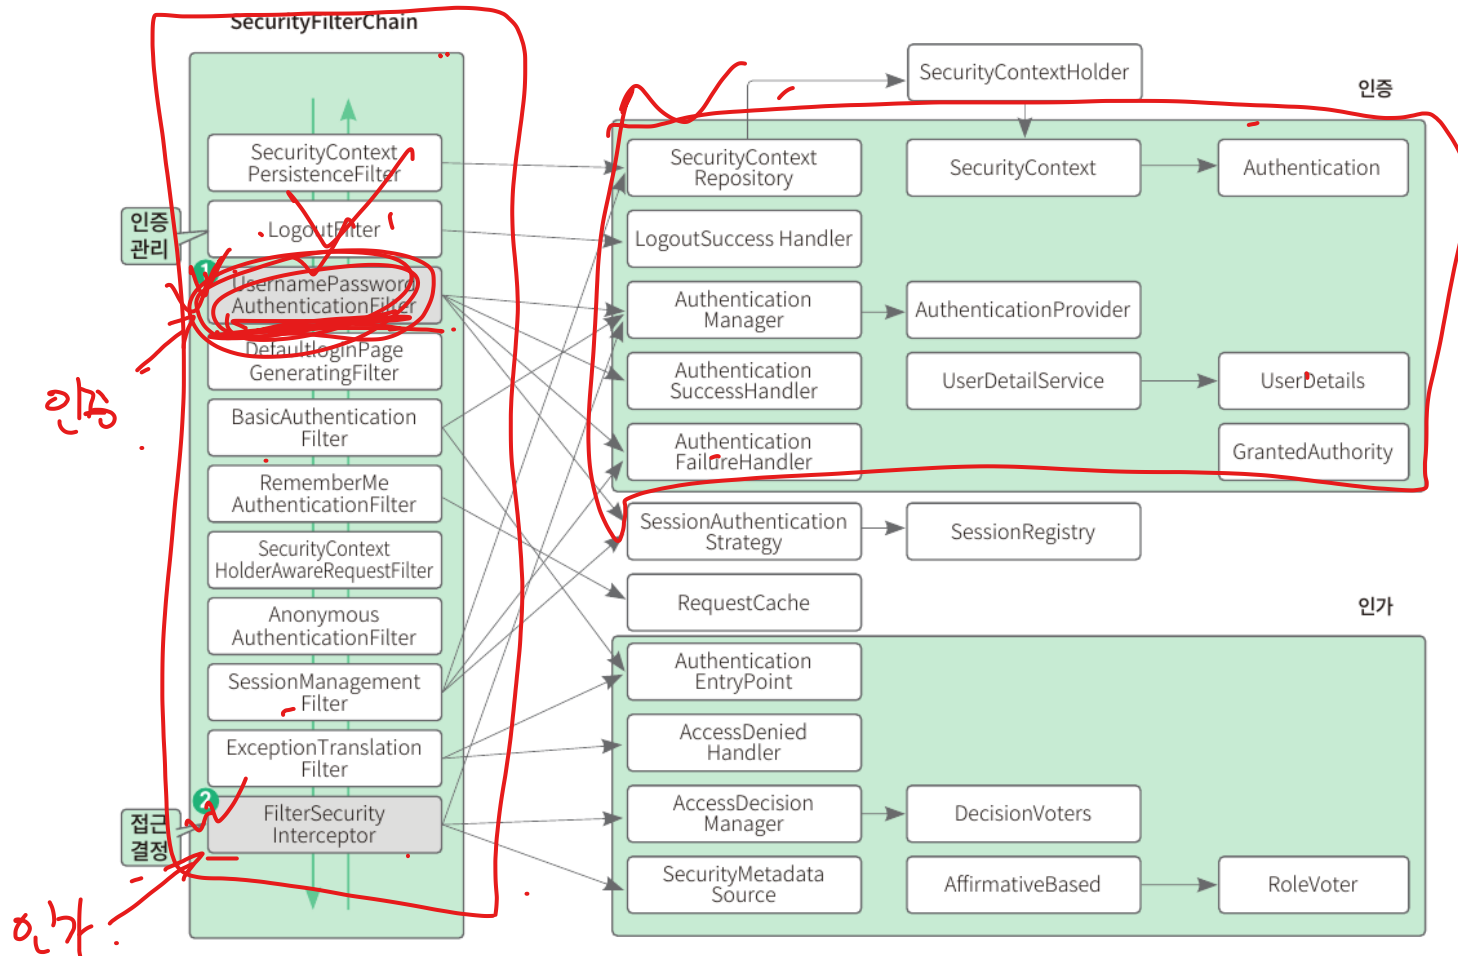 SecurityFilterChain
SecurityContext
PersistenceFilter
인증
관리
LogoutFilter
1
UsernamePassword
AuthenticationFilter
DefaultloginPage
GeneratingFilter
인증
BasicAuthentication
Filter
RememberMe
AuthenticationFilter
SecurityContext
HolderAwareRequestFilter
Anonymous
AuthenticationFilter
SessionManagement
Filter
ExceptionTranslation
Filter
2
접근
결정
FilterSecurity
Interceptor
인가
SecurityContextHolder
인증
SecurityContext
Repository
SecurityContext
Authentication
LogoutSuccess Handler
Authentication
Manager
AuthenticationProvider
Authentication
SuccessHandler
UserDetailService
UserDetails
Authentication
FailureHandler
GrantedAuthority
SessionAuthentication
Strategy
SessionRegistry
RequestCache
인가
Authentication
EntryPoint
AccessDenied
Handler
AccessDecision
Manager
DecisionVoters
SecurityMetadata
Source
AffirmativeBased
RoleVoter